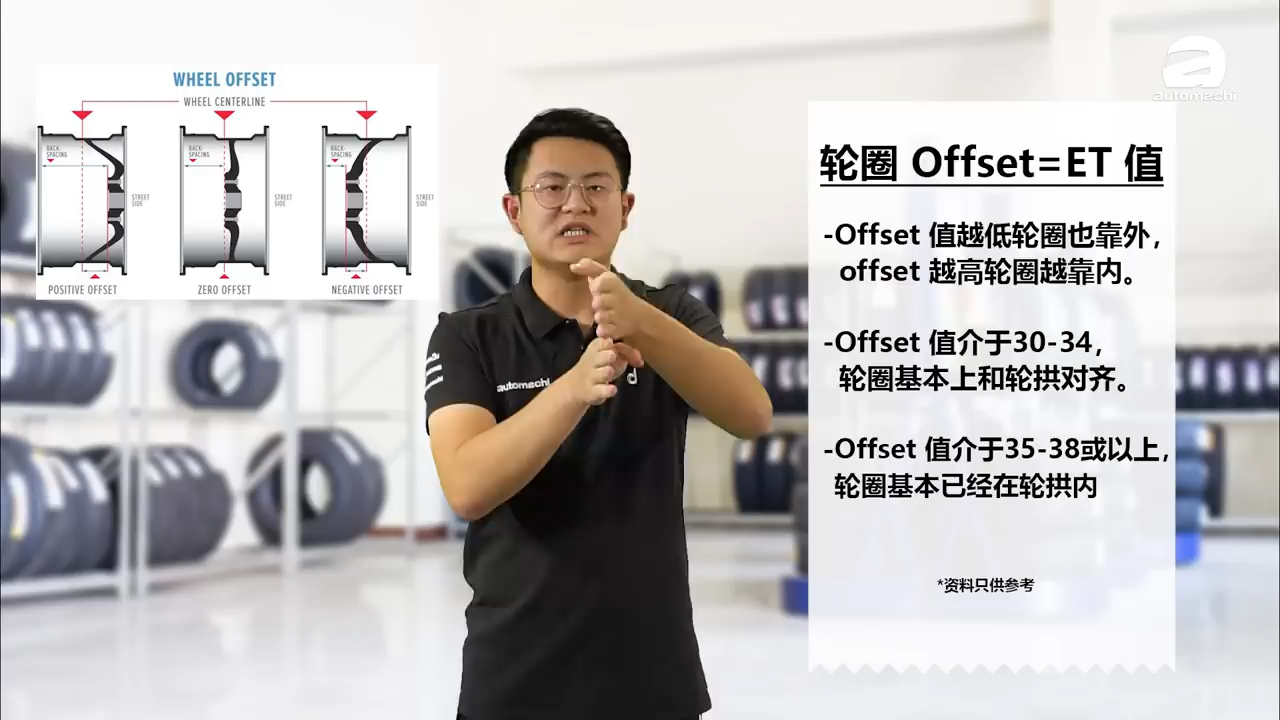 WHEEL OFFSET
WHEEL CENTERLINE
BACK-
SPACING
STREET
SIDE
BACK-
SPACING
STREET
SIDE
BACK-
SPACING
STREET
SIDE
POSITIVE OFFSET
ZERO OFFSET
NEGATIVE OFFSET
automachi
automachi
轮圈 Offset=ET 值
-Offset 值越低轮圈也靠外，
offset 越高轮圈越靠内。
-Offset 值介于30-34，
轮圈基本上和轮拱对齐。
-Offset 值介于35-38或以上，
轮圈基本已经在轮拱内
*资料只供参考